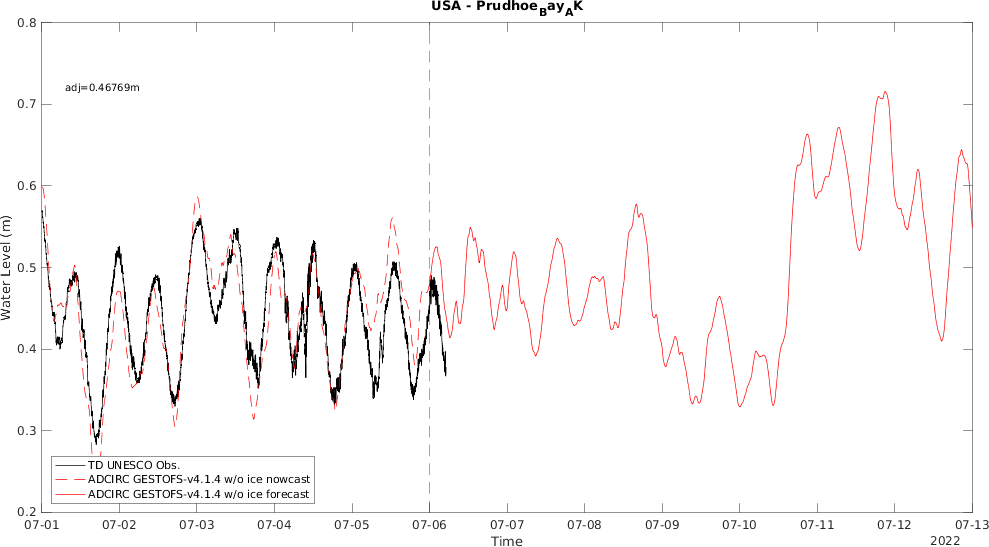 USA - PrudhoeBayAK
0.8
adj=0.46769m
0.7
0.6
0.5
0.4
0.3
0.2
Water Level (m)
TD UNESCO Obs.
ADCIRC GESTOFS-v4.1.4 w/o ice nowcast
ADCIRC GESTOFS-v4.1.4 w/o ice forecast
07-01 07-02 07-03 07-04 07-05 07-06 07-07 07-08 07-09 07-10 07-11 07-12 07-13
Time
2022